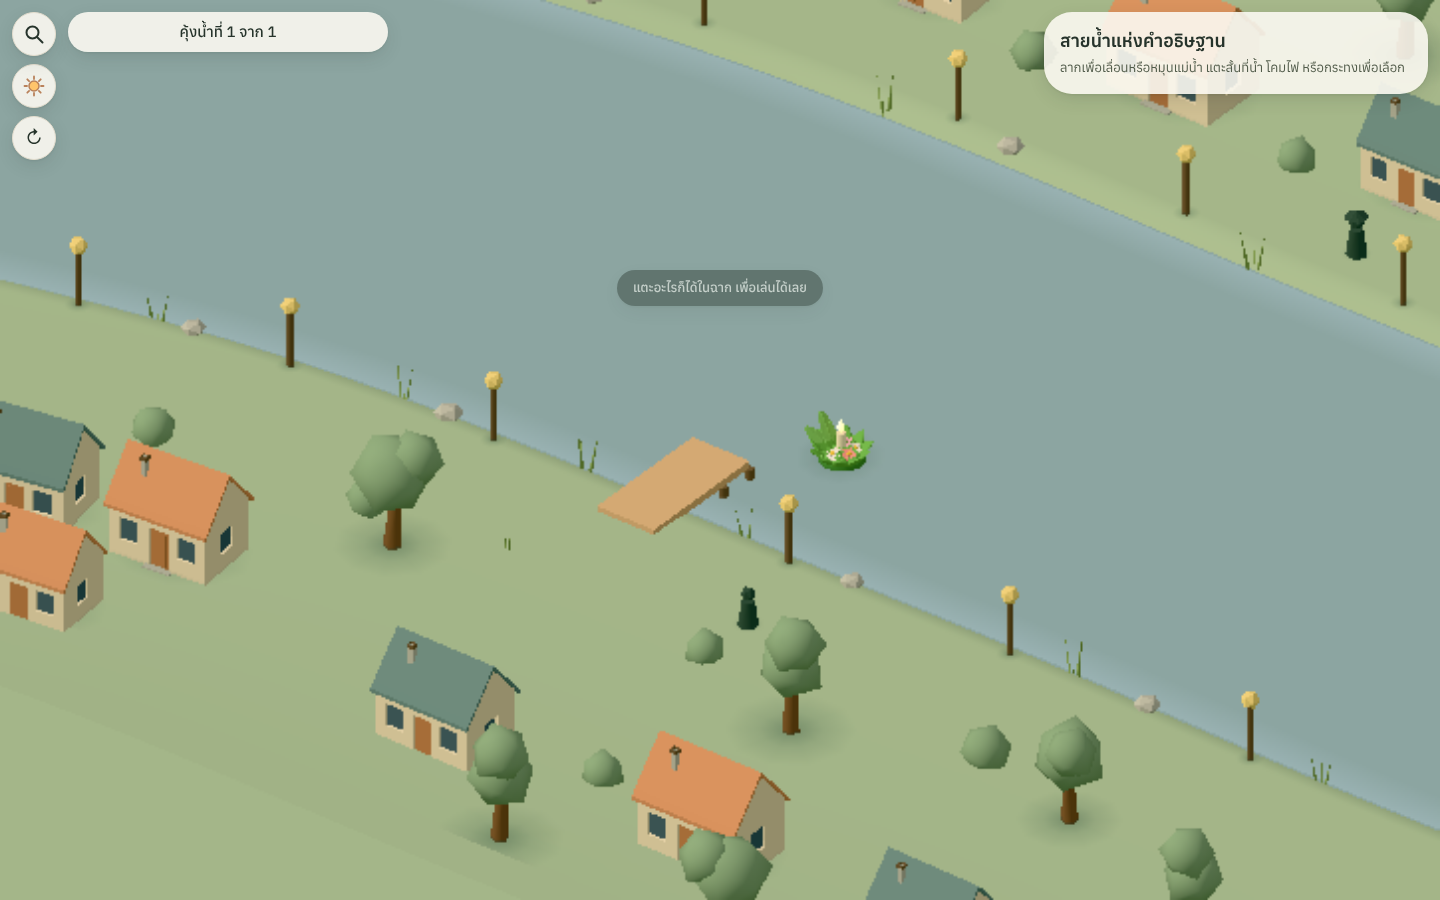 คุ้งน้ำที่ 1 จาก 1
สายน้ำแห่งคำอธิษฐาน
ลากเพื่อเลื่อนหรือหมุนแม่น้ำ แตะสั้นที่น้ำ โคมไฟ หรือกระทงเพื่อเลือก
แตะอะไรก็ได้ในฉาก เพื่อเล่นได้เลย